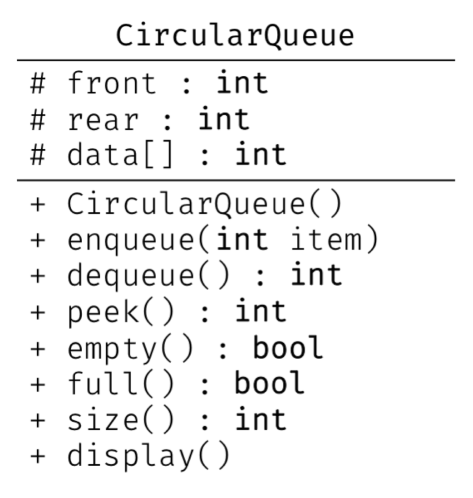 CircularQueue
# front : int
# rear : int
# data[] : int
+ CircularQueue()
+ enqueue(int item)
+ dequeue() : int
+ peek() : int
+ empty() : bool
+ full() : bool
+ size() : int
+ display()